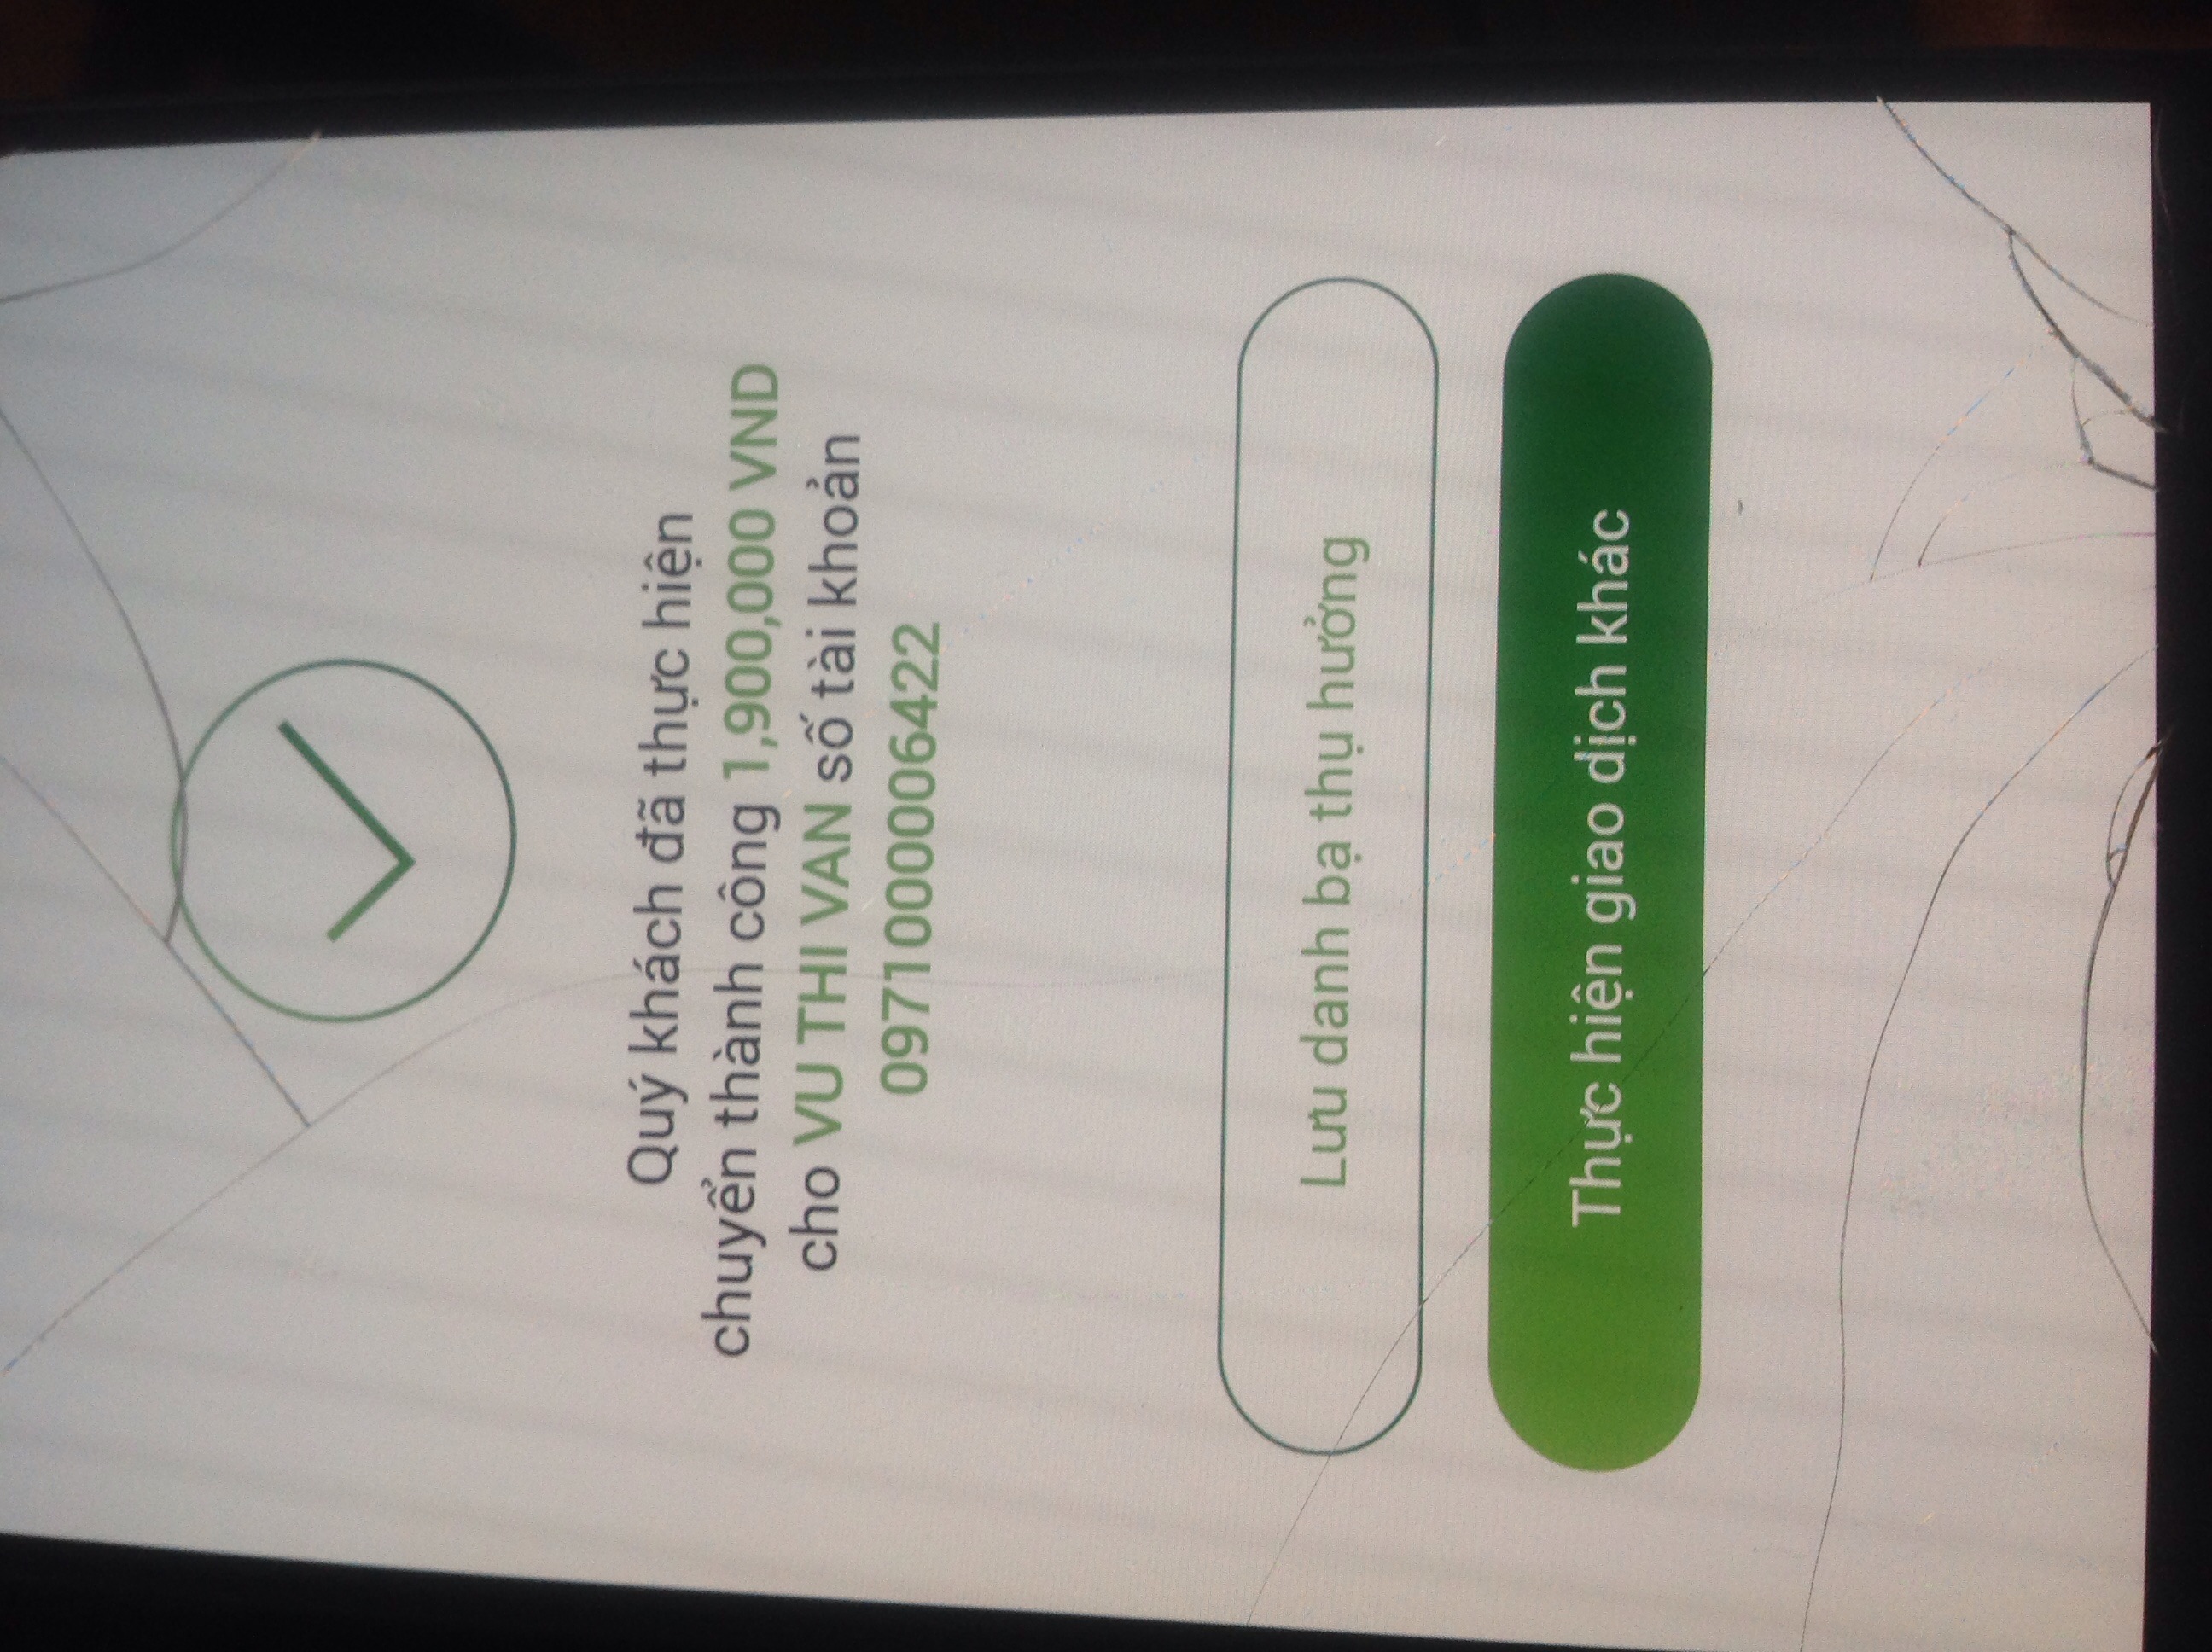 Quý khách đã thực hiện
chuyển thành công 1,900,000 VND
cho VU THI VAN số tài khoản
0971000006422
Lưu danh bạ thụ hưởng
Thực hiện giao dịch khác